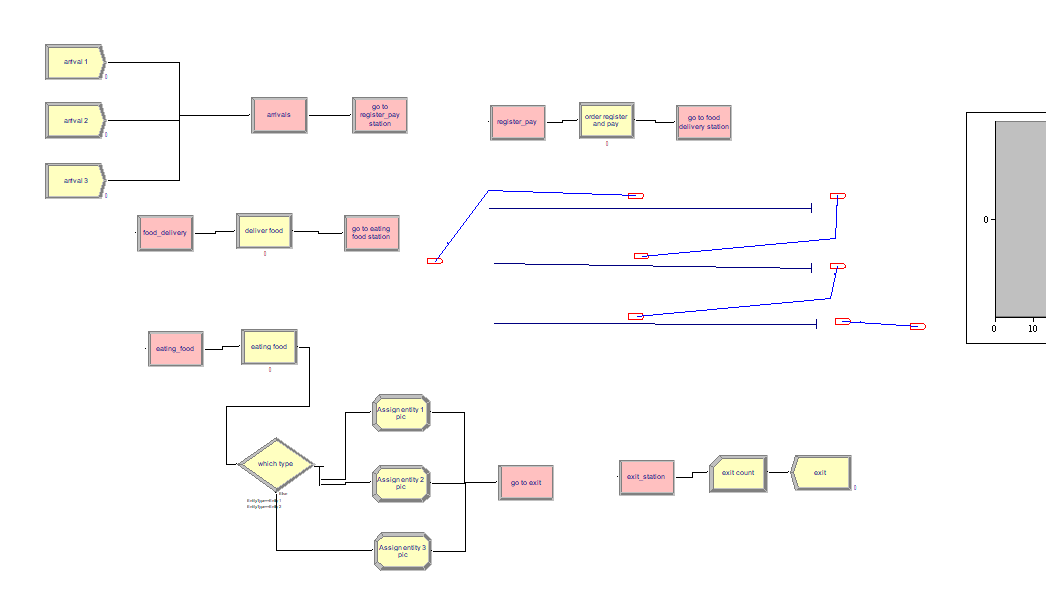 arrival 1
arrival 2
arrival 3
arrivals
go to
register_pay
station
register_pay
order register
and pay
go to food
delivery station
food_delivery
deliver food
go to eating
food station
eating_food
eating food
which type
Else
Assign entity 1
pic
Assign entity 2
pic
Assign entity 3
pic
go to exit
exit_station
exit count
exit
0
0
10